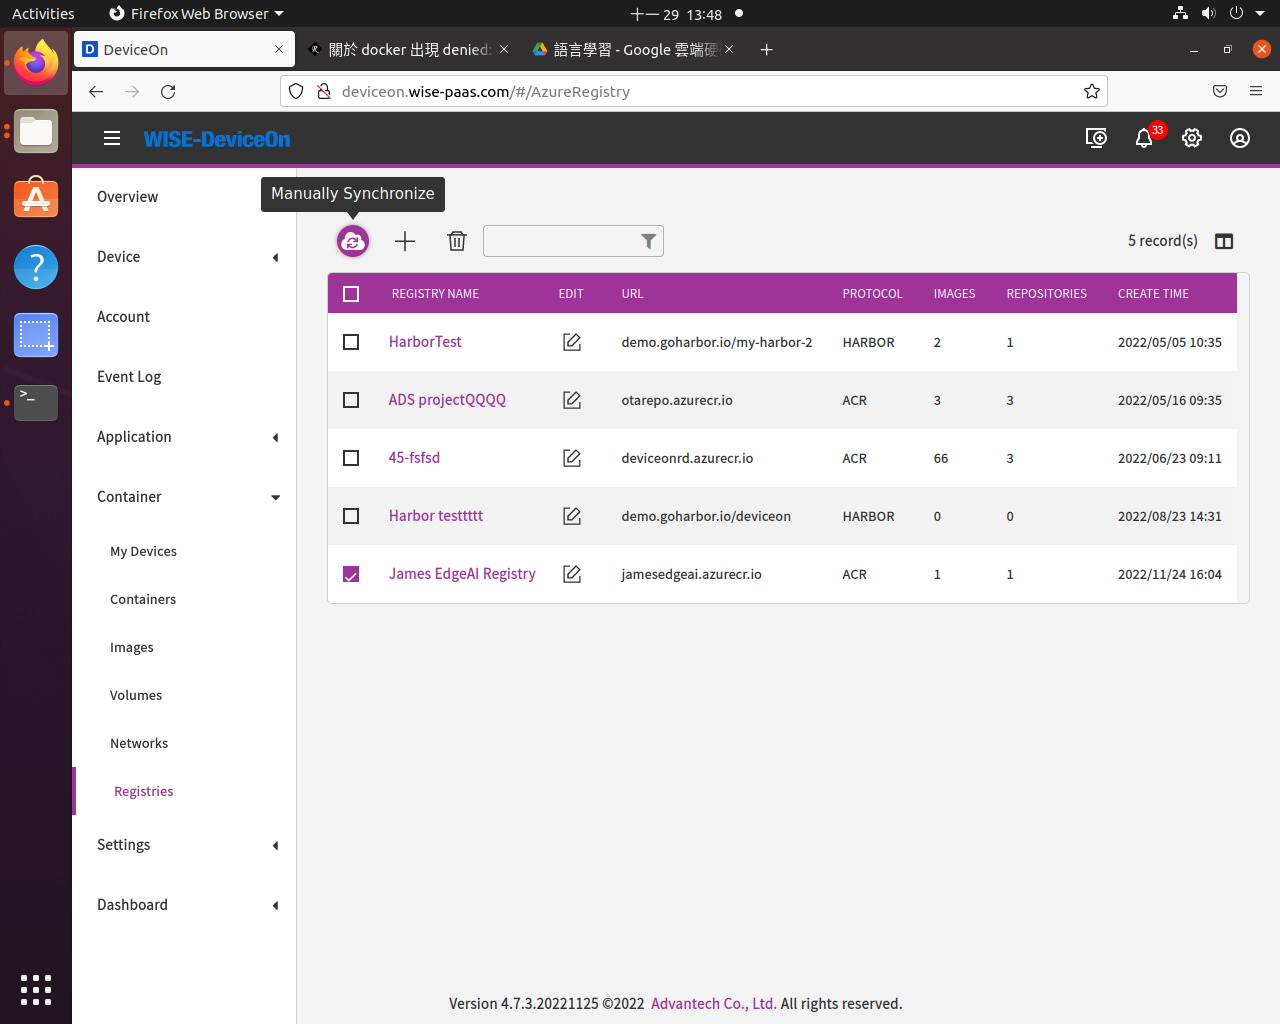 Activities Firefox Web Browser 十一 29 13:48
DeviceOn 關於 docker 出現 denied: 語言學習 - Google 雲端硬
deviceon.wise-paas.com/#/AzureRegistry
WISE-DeviceOn 33
Overview
Manually Synchronize
5 record(s)
Device
Account
Event Log
Application
Container
My Devices
Containers
Images
Volumes
Networks
Registries
Settings
Dashboard
REGISTRY NAME EDIT URL PROTOCOL IMAGES REPOSITORIES CREATE TIME
HarborTest demo.goharbor.io/my-harbor-2 HARBOR 2 1 2022/05/05 10:35
ADS projectQQQQ otarepo.azurecr.io ACR 3 3 2022/05/16 09:35
45-fsfsd deviceonrd.azurecr.io ACR 66 3 2022/06/23 09:11
Harbor testtttt demo.goharbor.io/deviceon HARBOR 0 0 2022/08/23 14:31
James EdgeAI Registry jamesedgeai.azurecr.io ACR 1 1 2022/11/24 16:04
Version 4.7.3.20221125 ©2022 Advantech Co., Ltd. All rights reserved.